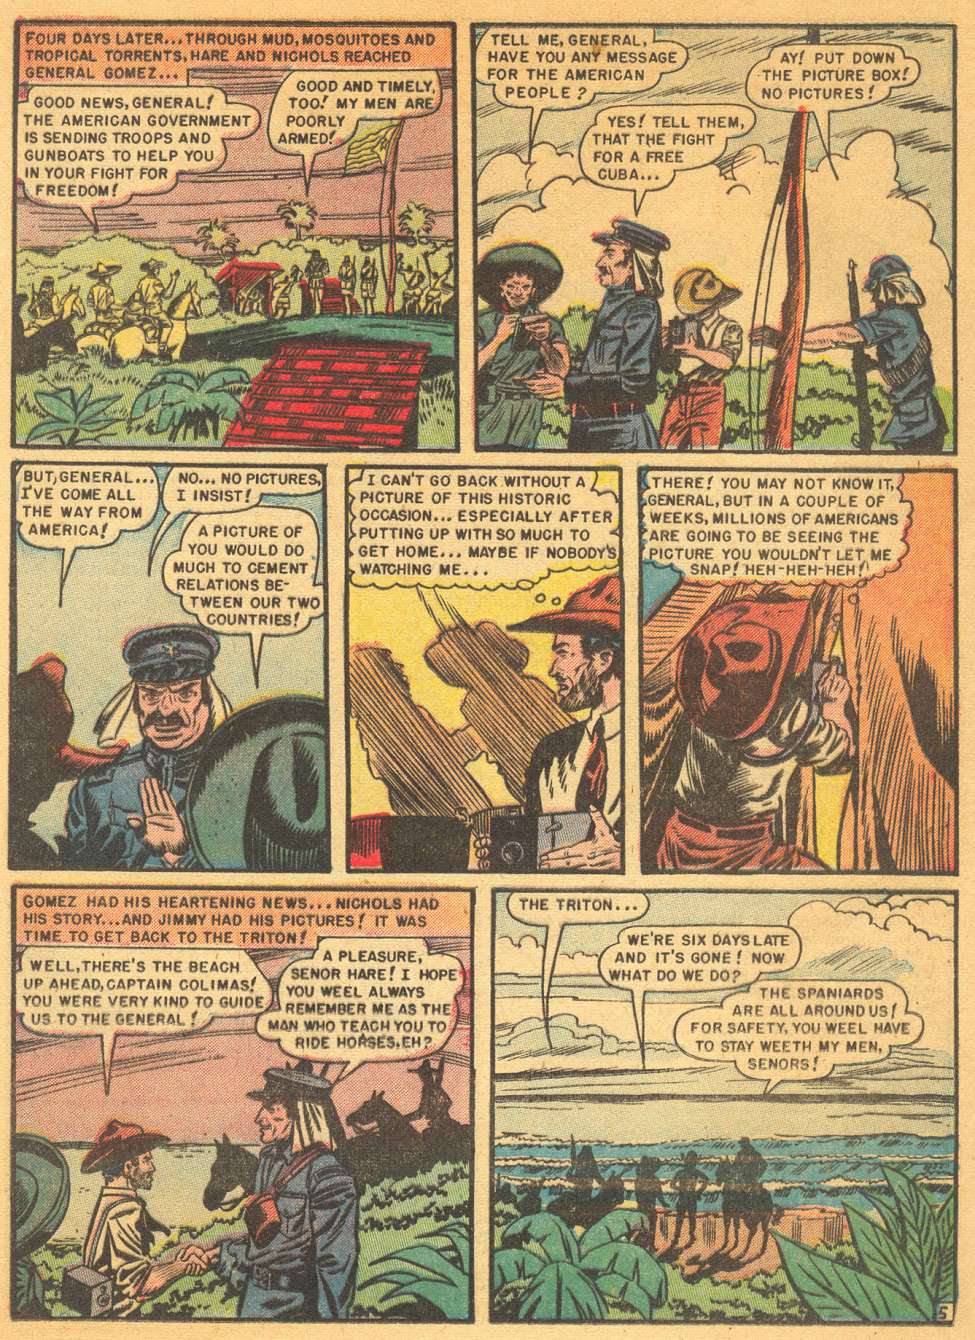 FOUR DAYS LATER...THROUGH MUD, MOSQUITOES AND
TROPICAL TORRENTS, HARE AND NICHOLS REACHED
GENERAL GOMEZ...
GOOD NEWS, GENERAL!
THE AMERICAN GOVERNMENT
IS SENDING TROOPS AND
GUNBOATS TO HELP YOU
IN YOUR FIGHT FOR
FREEDOM!
GOOD AND TIMELY,
TOO! MY MEN ARE
POORLY
ARMED!
TELL ME, GENERAL,
HAVE YOU ANY MESSAGE
FOR THE AMERICAN
PEOPLE?
YES! TELL THEM,
THAT THE FIGHT
FOR A FREE
CUBA...
AY! PUT DOWN
THE PICTURE BOX!
NO PICTURES!
BUT, GENERAL...
I'VE COME ALL
THE WAY FROM
AMERICA!
NO... NO PICTURES,
I INSIST!
A PICTURE OF
YOU WOULD DO
MUCH TO CEMENT
RELATIONS BE-
TWEEN OUR TWO
COUNTRIES!
I CAN'T GO BACK WITHOUT A
PICTURE OF THIS HISTORIC
OCCASION... ESPECIALLY AFTER
PUTTING UP WITH SO MUCH TO
GET HOME... MAYBE IF NOBODY'S
WATCHING ME...
THERE! YOU MAY NOT KNOW IT,
GENERAL, BUT IN A COUPLE OF
WEEKS, MILLIONS OF AMERICANS
ARE GOING TO BE SEEING THE
PICTURE YOU WOULDN'T LET ME
SNAP! HEH-HEH-HEH!
GOMEZ HAD HIS HEARTENING NEWS...NICHOLS HAD
HIS STORY...AND JIMMY HAD HIS PICTURES! IT WAS
TIME TO GET BACK TO THE TRITON!
WELL, THERE'S THE BEACH
UP AHEAD, CAPTAIN COLIMAS!
YOU WERE VERY KIND TO GUIDE
US TO THE GENERAL!
A PLEASURE,
SENOR HARE! I HOPE
YOU WEEL ALWAYS
REMEMBER ME AS THE
MAN WHO TEACH YOU TO
RIDE HORSES, EH?
THE TRITON...
WE'RE SIX DAYS LATE
AND IT'S GONE! NOW
WHAT DO WE DO?
THE SPANIARDS
ARE ALL AROUND US!
FOR SAFETY, YOU WEEL HAVE
TO STAY WEETH MY MEN,
SENORS!
5